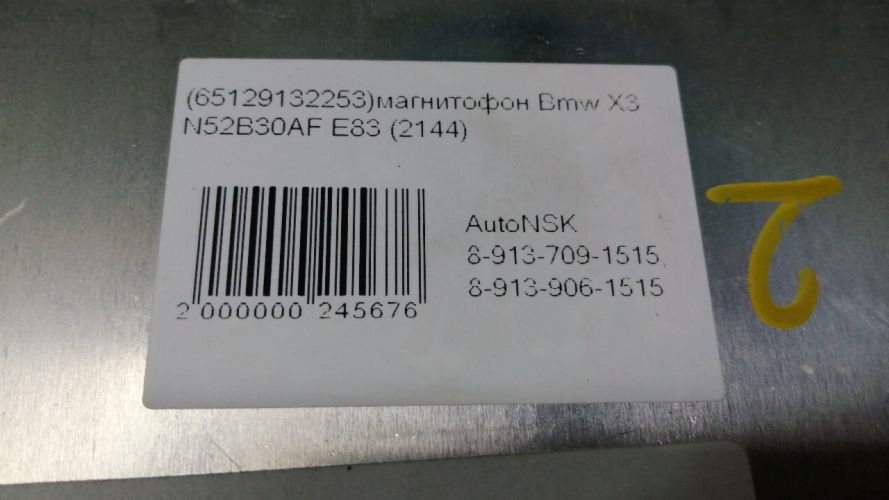 (65129132253)магнитофон Bmw X3
N52B30AF E83 (2144)
AutoNSK
8-913-709-1515,
8-913-906-1515
2 000000 245676
2